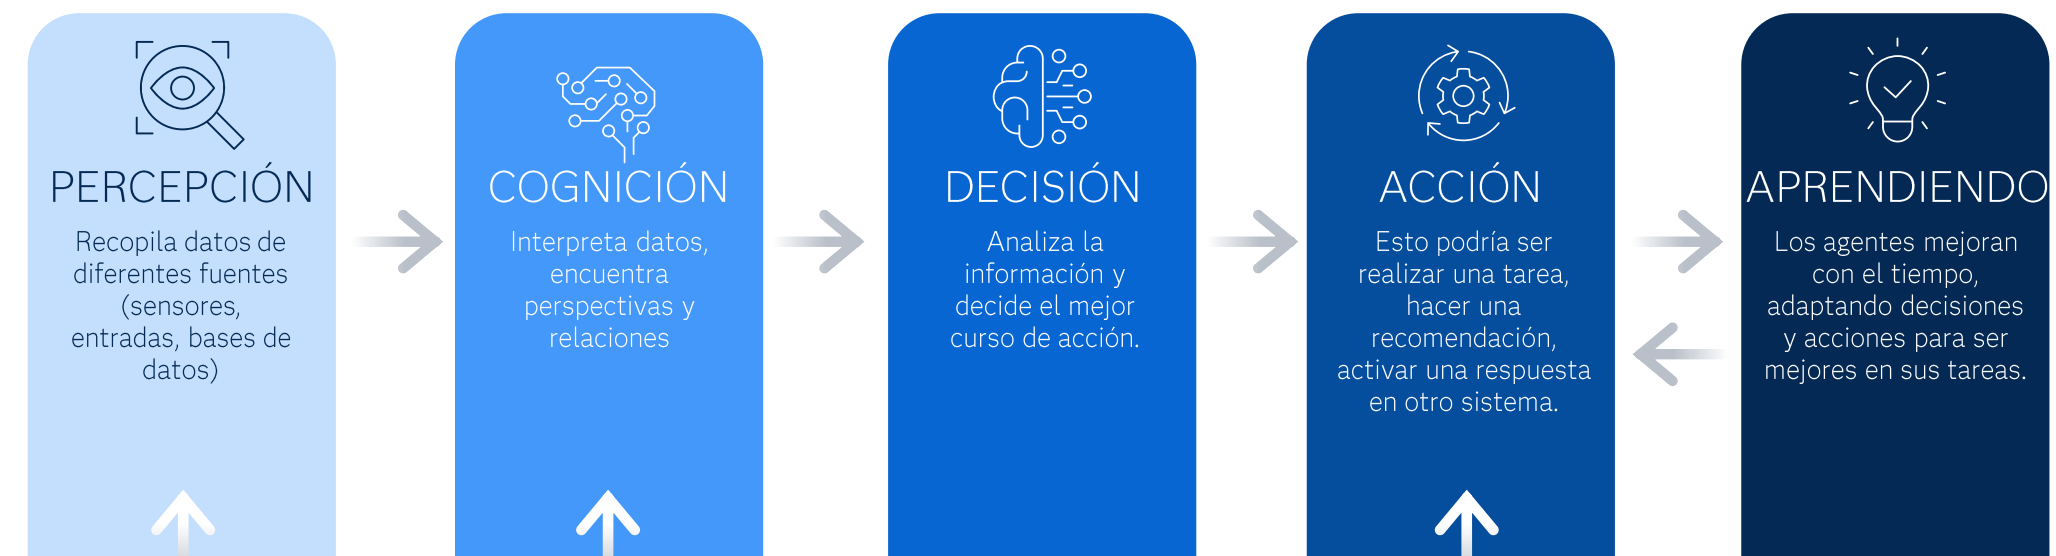 PERCEPCIÓN
Recopila datos de
diferentes fuentes
(sensores,
entradas, bases de
datos)
COGNICIÓN
Interpreta datos,
encuentra
perspectivas y
relaciones
DECISIÓN
Analiza la
información y
decide el mejor
curso de acción.
ACCIÓN
Esto podría ser
realizar una tarea,
hacer una
recomendación,
activar una respuesta
en otro sistema.
APRENDIENDO
Los agentes mejoran
con el tiempo,
adaptando decisiones
y acciones para ser
mejores en sus tareas.